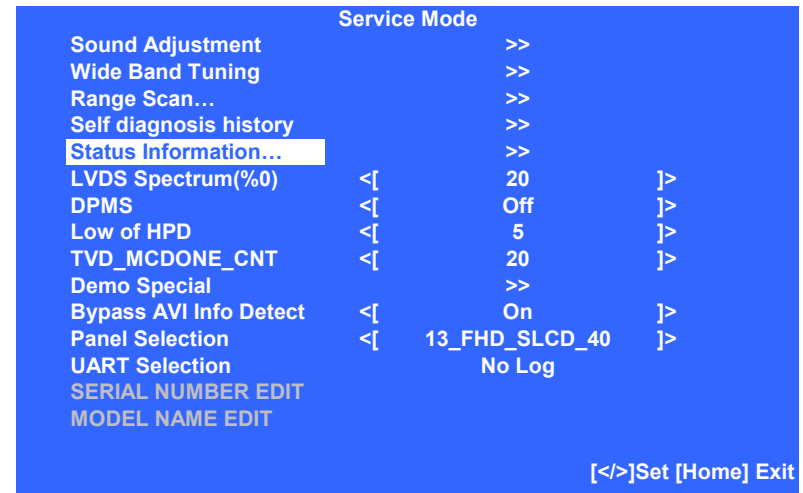 Service Mode
Sound Adjustment >>
Wide Band Tuning >>
Range Scan… >>
Self diagnosis history >>
Status Information… >>
LVDS Spectrum(%0) <[ 20 ]>
DPMS <[ Off ]>
Low of HPD <[ 5 ]>
TVD_MCDONE_CNT <[ 20 ]>
Demo Special >>
Bypass AVI Info Detect <[ On ]>
Panel Selection <[ 13_FHD_SLCD_40 ]>
UART Selection No Log
SERIAL NUMBER EDIT
MODEL NAME EDIT
[</>]Set [Home] Exit